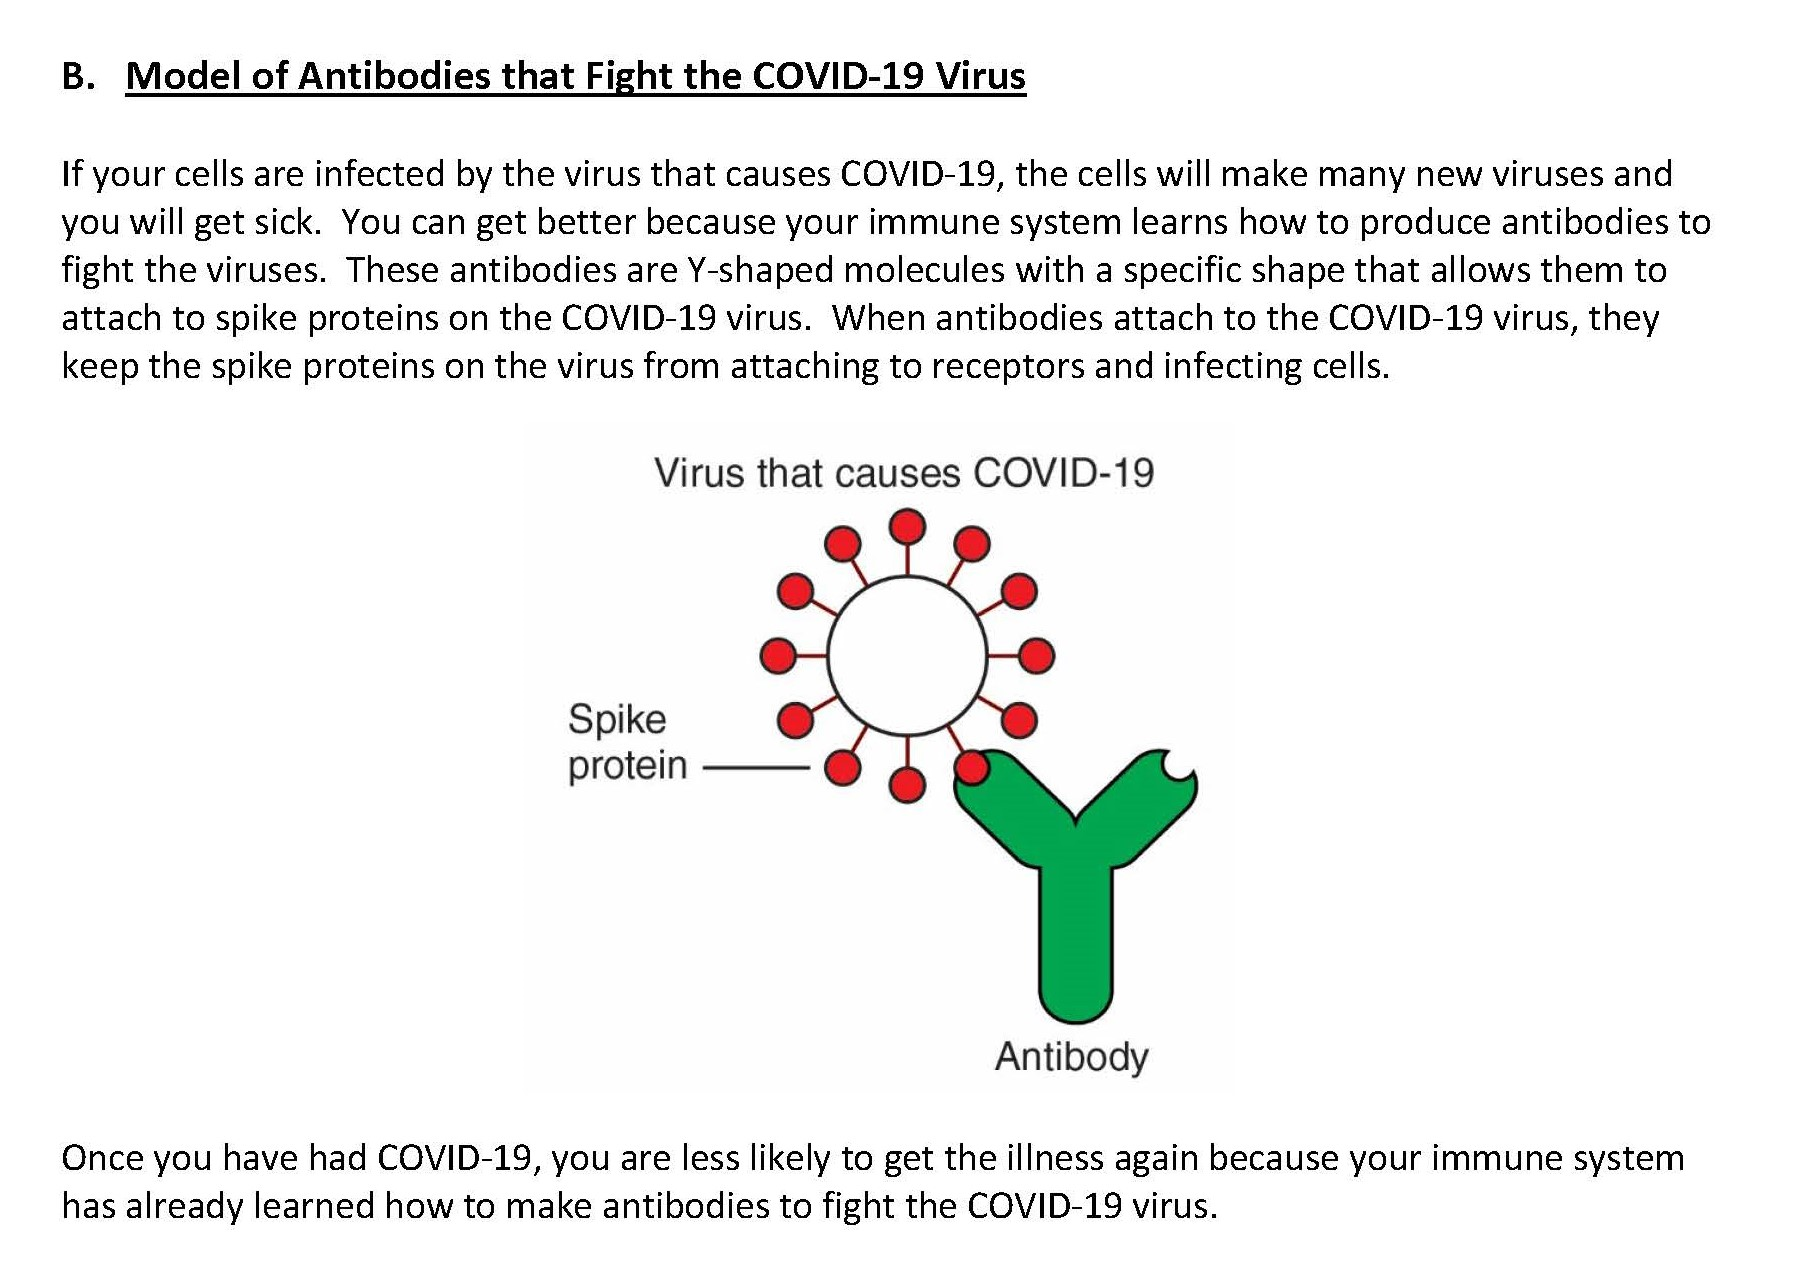 B. Model of Antibodies that Fight the COVID-19 Virus
If your cells are infected by the virus that causes COVID-19, the cells will make many new viruses and
you will get sick.  You can get better because your immune system learns how to produce antibodies to
fight the viruses.  These antibodies are Y-shaped molecules with a specific shape that allows them to
attach to spike proteins on the COVID-19 virus.  When antibodies attach to the COVID-19 virus, they
keep the spike proteins on the virus from attaching to receptors and infecting cells.
Virus that causes COVID-19
Spike
protein
Antibody
Once you have had COVID-19, you are less likely to get the illness again because your immune system
has already learned how to make antibodies to fight the COVID-19 virus.